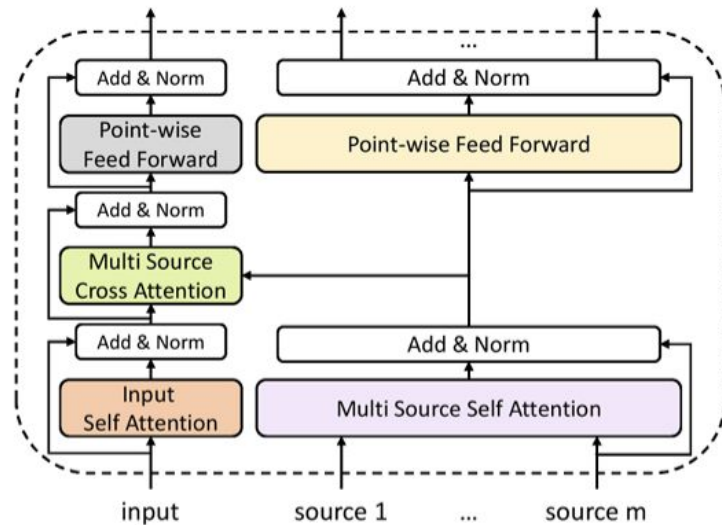 ...
Add & Norm
Add & Norm
Point-wise
Feed Forward
Point-wise Feed Forward
Add & Norm
Multi Source
Cross Attention
Add & Norm
Add & Norm
Input
Self Attention
Multi Source Self Attention
input
source 1
...
source m